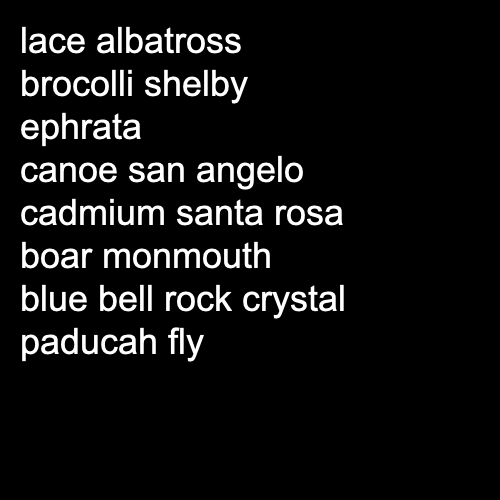 lace albatross
brocolli shelby
ephrata
canoe san angelo
cadmium santa rosa
boar monmouth
blue bell rock crystal
paducah fly